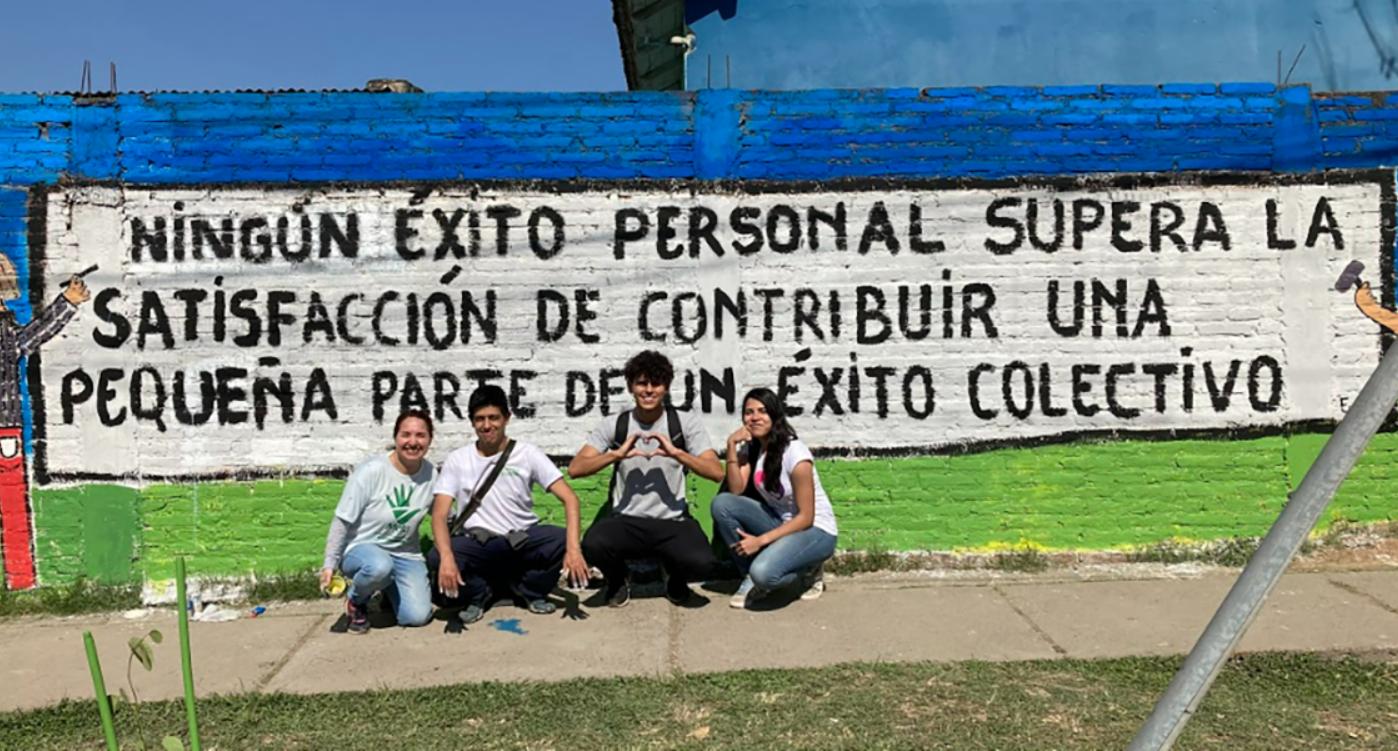 NINGÚN ÉXITO PERSONAL SUPERA LA
SATISFACCIÓN DE CONTRIBUIR UNA
PEQUEÑA PARTE DE UN ÉXITO COLECTIVO